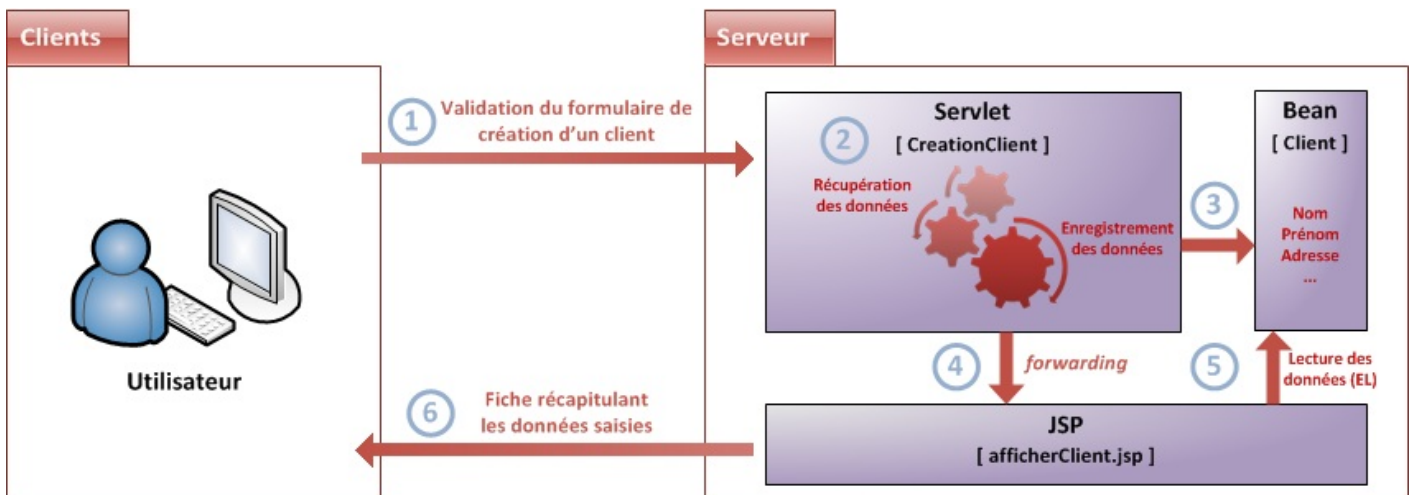 Clients
Serveur
1
Validation du formulaire de
création d'un client
Servlet
[ CreationClient ]
2
Récupération
des données
Enregistrement
des données
3
Bean
[ Client ]
Nom
Prénom
Adresse
...
Utilisateur
4
forwarding
5
Lecture des
données (EL)
6
Fiche récapitulant
les données saisies
JSP
[ afficherClient.jsp ]